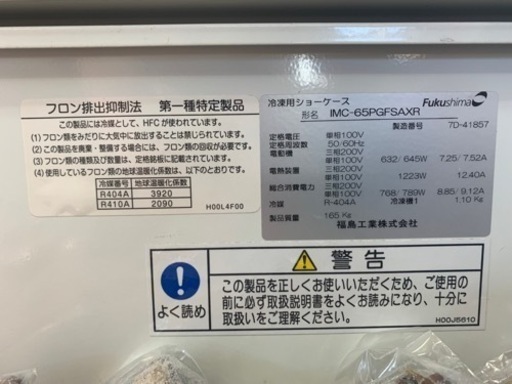 フロン排出抑制法 第一種特定製品
この製品には冷媒として、HFCが使われています。
(1) フロン類をみだりに大気中に放出することは禁じられています。
(2) この製品を廃棄する場合には、フロン類の回収が必要です。
(3) フロン類の種類及び数量は、定格銘板に記載されています。
(4) 使用しているフロン類の地球温暖化係数は、以下のとおりです。
冷媒番号 地球温暖化係数
R404A 3920
R410A 2090
H00L4F00
冷凍用ショーケース Fukushima
形名 IMC-65PGFSAXR
製造番号 7D-41857
定格電圧 単相100V
三相200V
定格周波数 50/60Hz
電動機 三相200V
単相100V 632/ 645W 7.25/ 7.52A
電熱装置 三相200V
単相100V 1223W 12.40A
総合消費電力 三相200V
単相100V 768/ 789W 8.85/ 9.12A
冷媒 R-404A 冷凍機1 1.10 Kg
製品質量 165 Kg
福島工業株式会社
よく読め
警告
この製品を正しくお使いいただくため、ご使用の
前に必ず取扱説明書をよくお読みになり、十分に
取扱いをご理解ください。
H00J5610